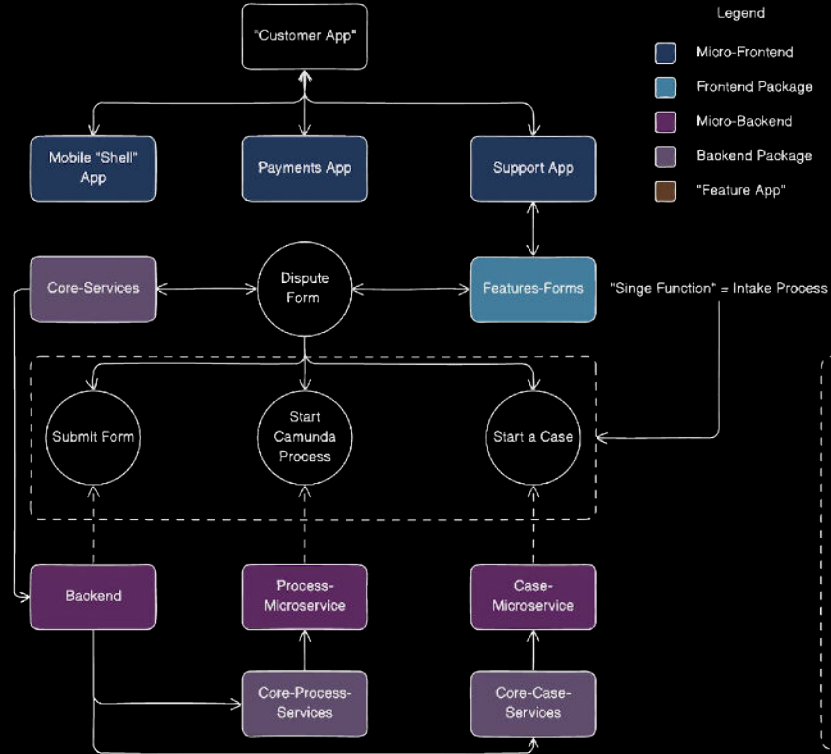 Legend
"Customer App"
Micro-Frontend
Frontend Package
Micro-Backend
Backend Package
"Feature App"
Mobile "Shell"
App
Payments App
Support App
Core-Services
Dispute
Form
Features-Forms
"Singe Function" = Intake Process
Submit Form
Start
Camunda
Process
Start a Case
Backend
Process-
Microservice
Case-
Microservice
Core-Process-
Services
Core-Case-
Services